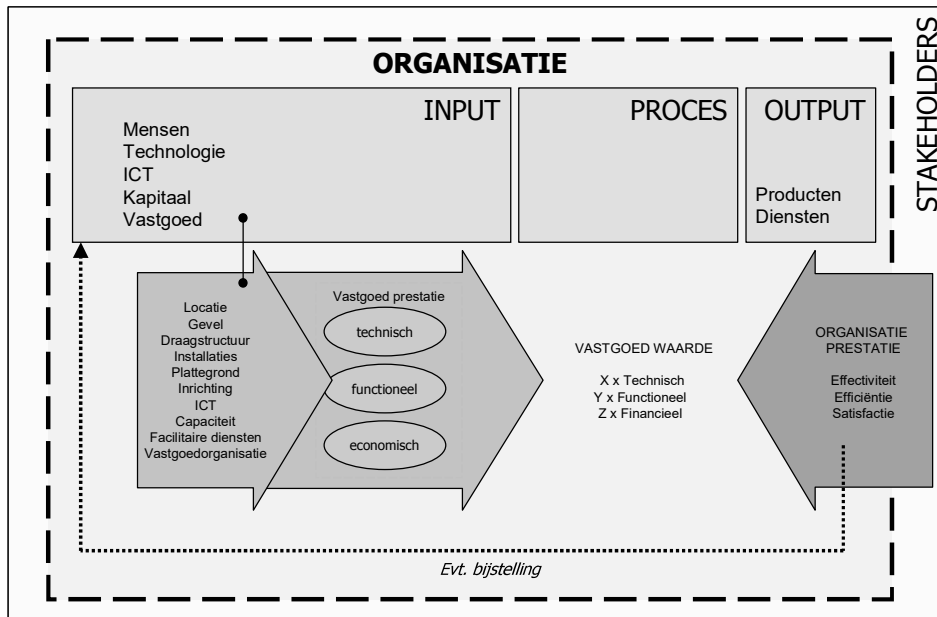 ORGANISATIE
STAKEHOLDERS
INPUT
Mensen
Technologie
ICT
Kapitaal
Vastgoed
PROCES
OUTPUT
Producten
Diensten
Locatie
Gevel
Draagstructuur
Installaties
Plattegrond
Inrichting
ICT
Capaciteit
Facilitaire diensten
Vastgoedorganisatie
Vastgoed prestatie
technisch
functioneel
economisch
VASTGOED WAARDE
X x Technisch
Y x Functioneel
Z x Financieel
ORGANISATIE
PRESTATIE
Effectiviteit
Efficiëntie
Satisfactie
Evt. bijstelling